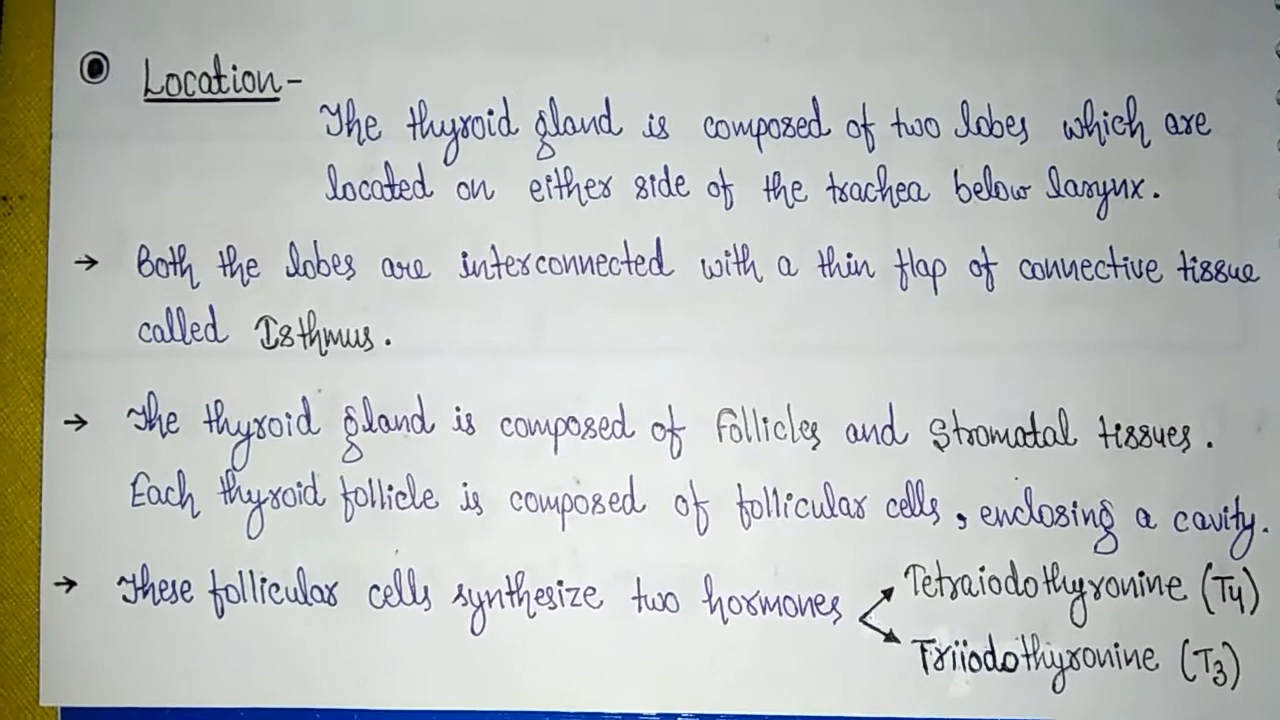 Location-
The thyroid gland is composed of two lobes which are
located on either side of the trachea below larynx.
→ Both the lobes are interconnected with a thin flap of connective tissue
called Isthmus.
→ The thyroid gland is composed of Follicles and Stromatal tissues.
Each thyroid follicle is composed of follicular cells, enclosing a cavity.
→ These follicular cells synthesize two hormones
Tetraiodothyronine (T4)
Triiodothyronine (T3)